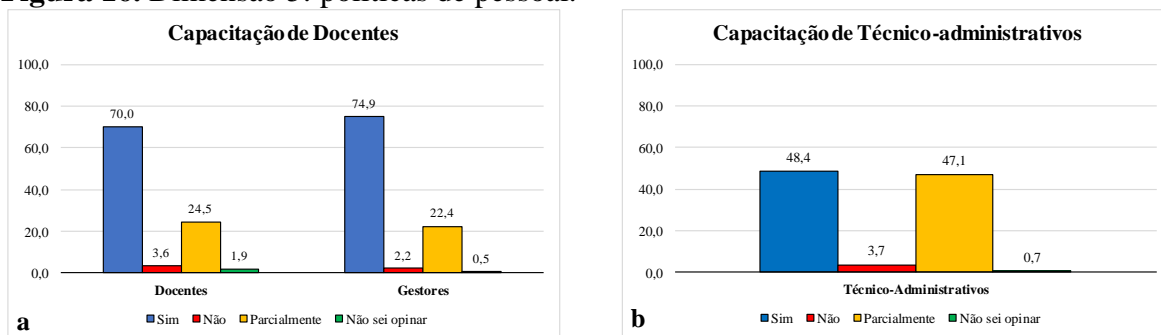 Figura 10. Dimensão 5: políticas de pessoal.
Capacitação de Docentes
100,0
80,0
60,0
40,0
20,0
0,0
70,0
3,6
24,5
1,9
74,9
2,2
22,4
0,5
Docentes
Gestores
Sim Não Parcialmente Não sei opinar
a
Capacitação de Técnico-administrativos
100,0
80,0
60,0
40,0
20,0
0,0
48,4
3,7
47,1
0,7
Técnico-Administrativos
Sim Não Parcialmente Não sei opinar
b